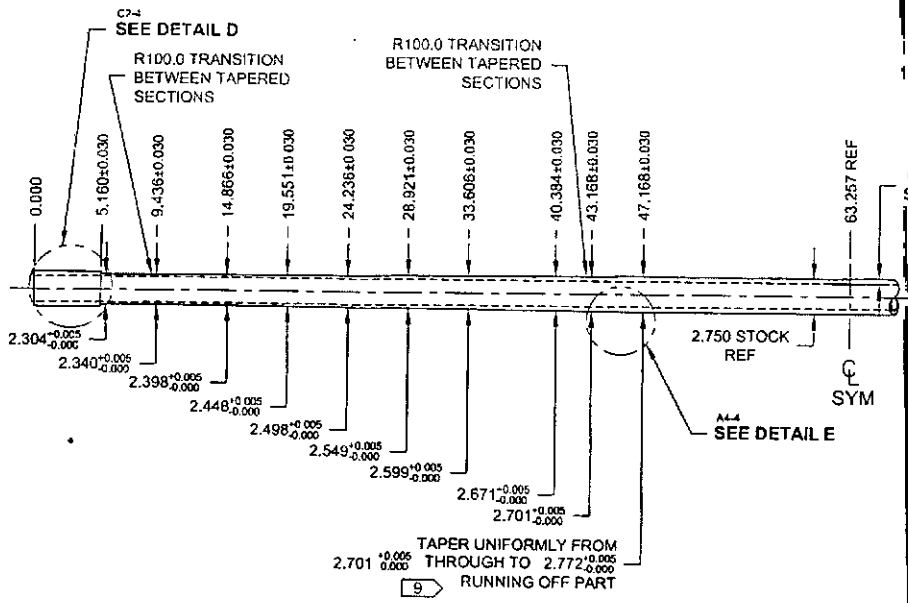 C2-4
SEE DETAIL D
R100.0 TRANSITION
BETWEEN TAPERED
SECTIONS
R100.0 TRANSITION
BETWEEN TAPERED
SECTIONS
1
0.000
5.160±0.030
9.436±0.030
14.866±0.030
19.551±0.030
24.236±0.030
28.921±0.030
33.606±0.030
40.384±0.030
43.168±0.030
47.168±0.030
63.257 REF
2.304 +0.005 -0.000
2.340 +0.005 -0.000
2.398 +0.005 -0.000
2.448 +0.005 -0.000
2.498 +0.005 -0.000
2.549 +0.005 -0.000
2.599 +0.005 -0.000
2.671 +0.005 -0.000
2.701 +0.005 -0.000
2.750 STOCK
REF
CL
SYM
A4-4
SEE DETAIL E
TAPER UNIFORMLY FROM
2.701 +0.005 0.000 THROUGH TO 2.772 +0.005 -0.000
9 RUNNING OFF PART